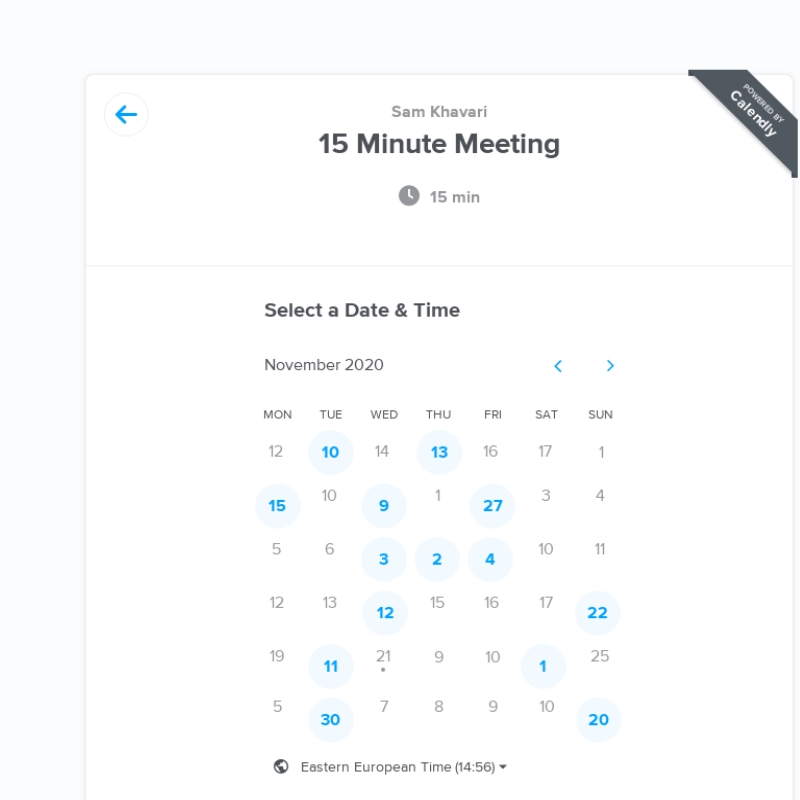 POWERED BY
Calendly
Sam Khavari
15 Minute Meeting
15 min
Select a Date & Time
November 2020
MON TUE WED THU FRI SAT SUN
12 10 14 13 16 17 1
15 10 9 1 27 3 4
5 6 3 2 4 10 11
12 13 12 15 16 17 22
19 11 21 9 10 1 25
5 30 7 8 9 10 20
Eastern European Time (14:56)